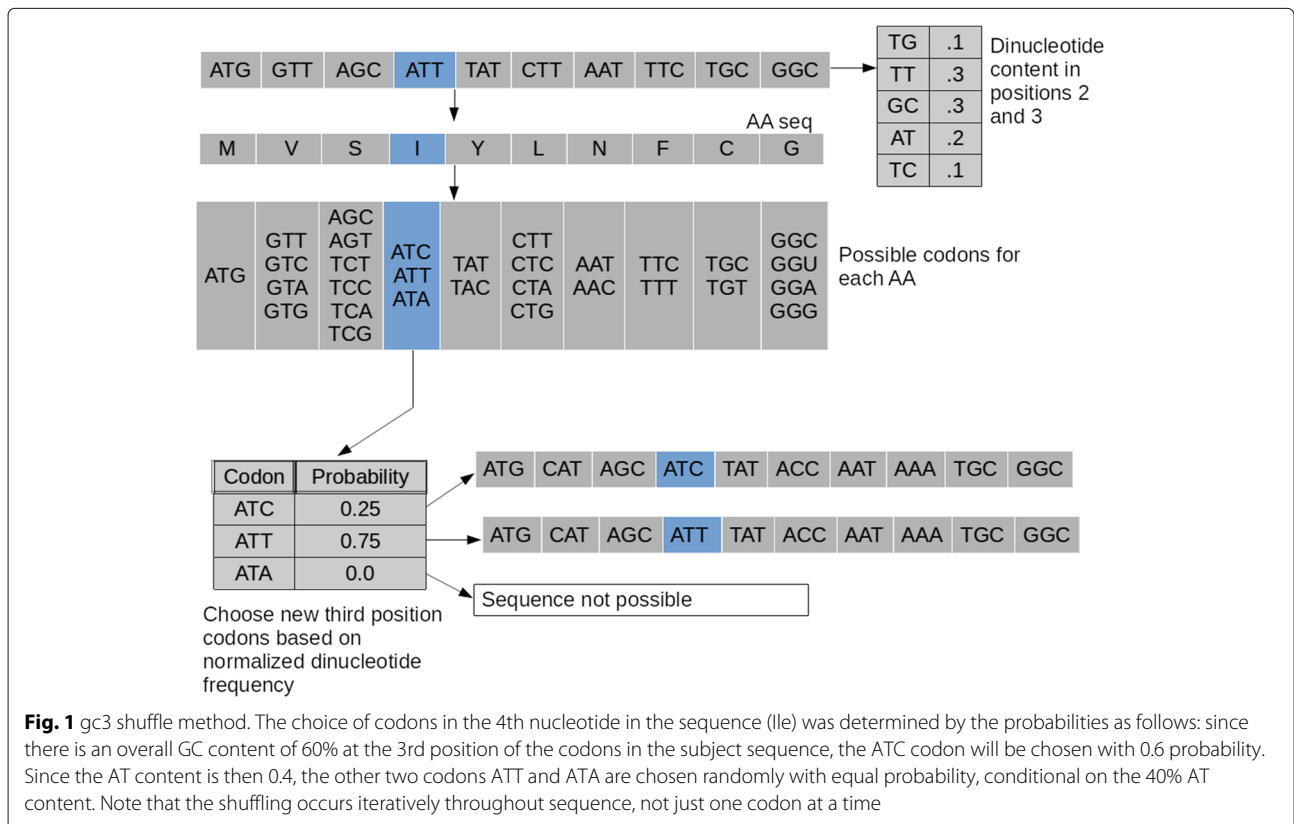 ATG GTT AGC ATT TAT CTT AAT TTC TGC GGC
TG .1
TT .3
GC .3
AT .2
TC .1
Dinucleotide
content in
positions 2
and 3
AA seq
M V S I Y L N F C G
ATG
GTT
GTC
GTA
GTG
AGC
AGT
TCT
TCC
TCA
TCG
ATC
ATT
ATA
TAT
TAC
CTT
CTC
CTA
CTG
AAT
AAC
TTC
TTT
TGC
TGT
GGC
GGU
GGA
GGG
Possible codons for
each AA
Codon Probability
ATC 0.25
ATT 0.75
ATA 0.0
ATG CAT AGC ATC TAT ACC AAT AAA TGC GGC
ATG CAT AGC ATT TAT ACC AAT AAA TGC GGC
Sequence not possible
Choose new third position
codons based on
normalized dinucleotide
frequency
Fig. 1 gc3 shuffle method. The choice of codons in the 4th nucleotide in the sequence (Ile) was determined by the probabilities as follows: since
there is an overall GC content of 60% at the 3rd position of the codons in the subject sequence, the ATC codon will be chosen with 0.6 probability.
Since the AT content is then 0.4, the other two codons ATT and ATA are chosen randomly with equal probability, conditional on the 40% AT
content. Note that the shuffling occurs iteratively throughout sequence, not just one codon at a time